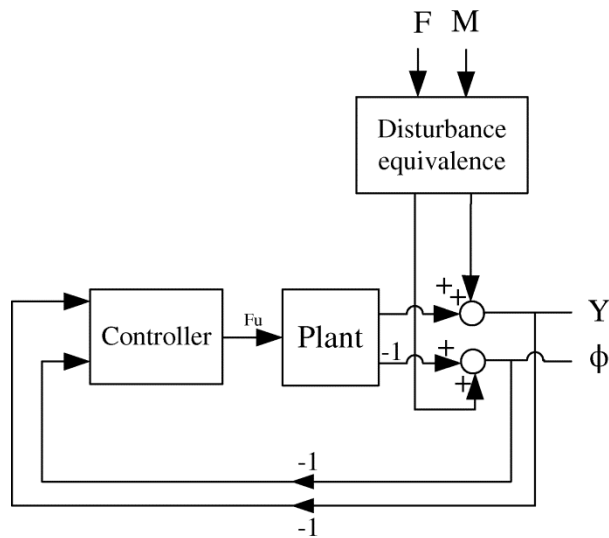 F M
Disturbance
equivalence
+
+
Y
Fu
Controller
Plant
-1
+
+
ϕ
-1
-1